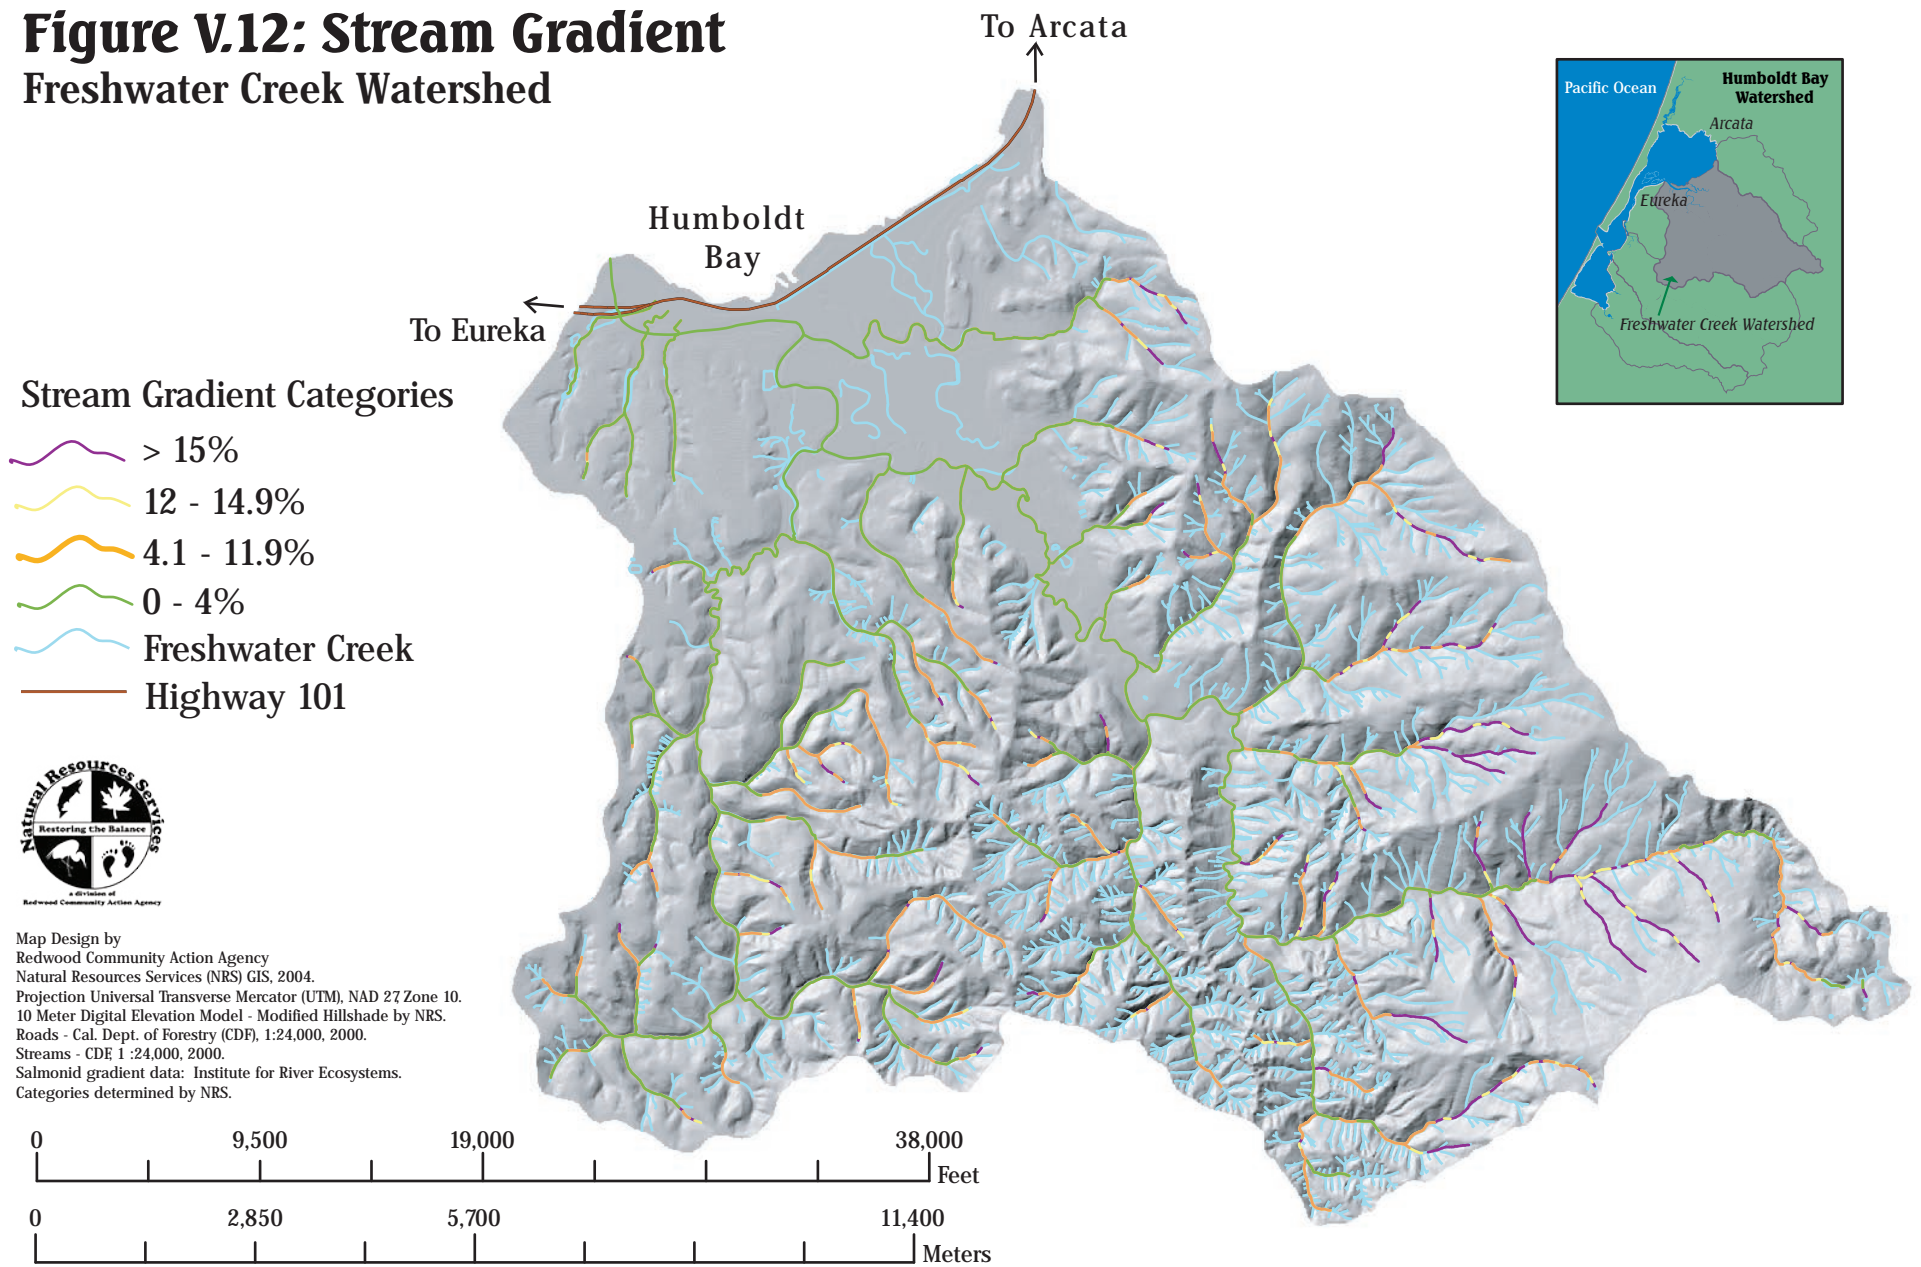 Figure V.12: Stream Gradient
Freshwater Creek Watershed
To Arcata
Humboldt
Bay
To Eureka
Pacific Ocean
Humboldt Bay
Watershed
Arcata
Eureka
Freshwater Creek Watershed
Stream Gradient Categories
> 15%
12 - 14.9%
4.1 - 11.9%
0 - 4%
Freshwater Creek
Highway 101
Natural Resources Services
Restoring the Balance
a division of
Redwood Community Action Agency
Map Design by
Redwood Community Action Agency
Natural Resources Services (NRS) GIS, 2004.
Projection Universal Transverse Mercator (UTM), NAD 27, Zone 10.
10 Meter Digital Elevation Model - Modified Hillshade by NRS.
Roads - Cal. Dept. of Forestry (CDF), 1:24,000, 2000.
Streams - CDF, 1 :24,000, 2000.
Salmonid gradient data: Institute for River Ecosystems.
Categories determined by NRS.
0 9,500 19,000 38,000
Feet
0 2,850 5,700 11,400
Meters